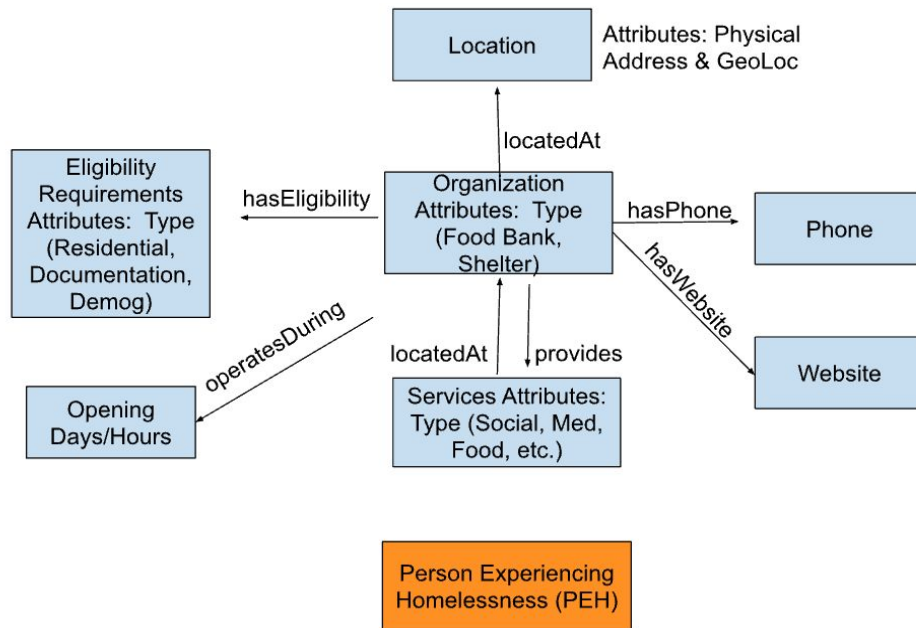 Location
Attributes: Physical
Address & GeoLoc
locatedAt
Eligibility
Requirements
Attributes:  Type
(Residential,
Documentation,
Demog)
hasEligibility
Organization
Attributes:  Type
(Food Bank,
Shelter)
hasPhone
Phone
hasWebsite
Website
operatesDuring
locatedAt
provides
Opening
Days/Hours
Services Attributes:
Type (Social, Med,
Food, etc.)
Person Experiencing
Homelessness (PEH)